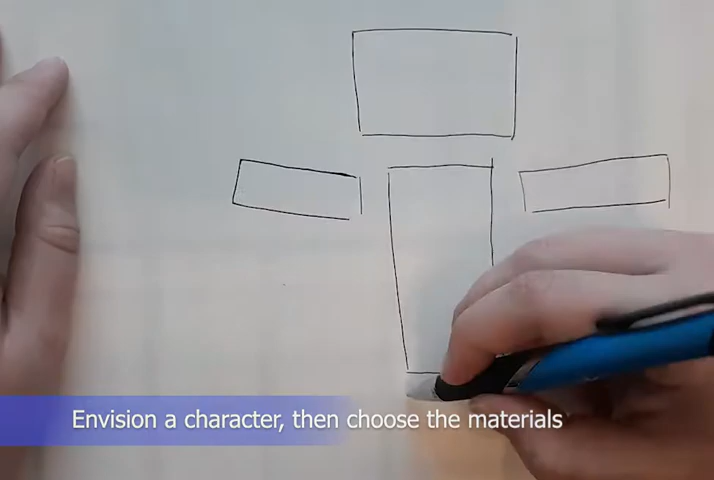 Envision a character, then choose the materials